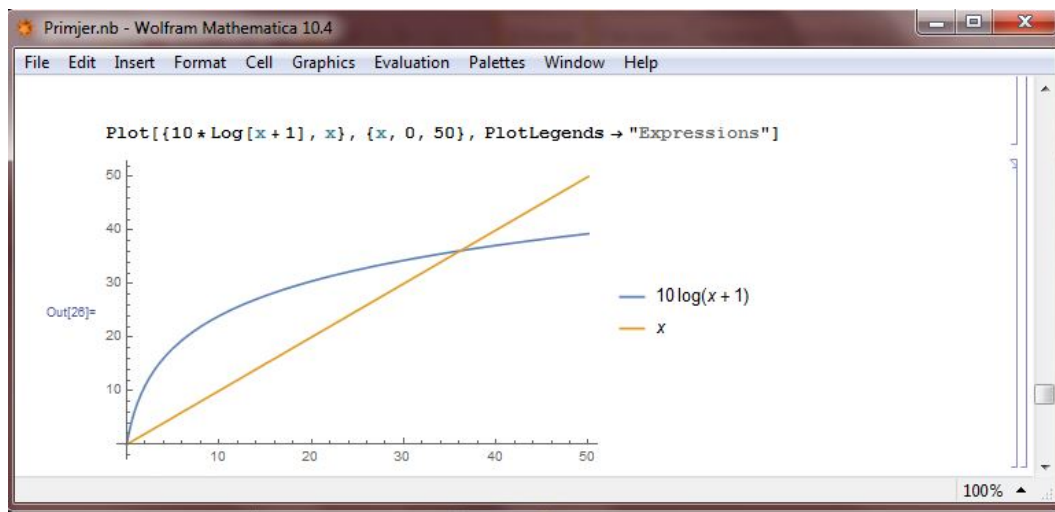 Primjer.nb - Wolfram Mathematica 10.4
File Edit Insert Format Cell Graphics Evaluation Palettes Window Help
Plot[{10 * Log[x + 1], x}, {x, 0, 50}, PlotLegends → "Expressions"]
50
40
30
20
10
Out[28]=
10 20 30 40 50
10 log(x + 1)
x
100%